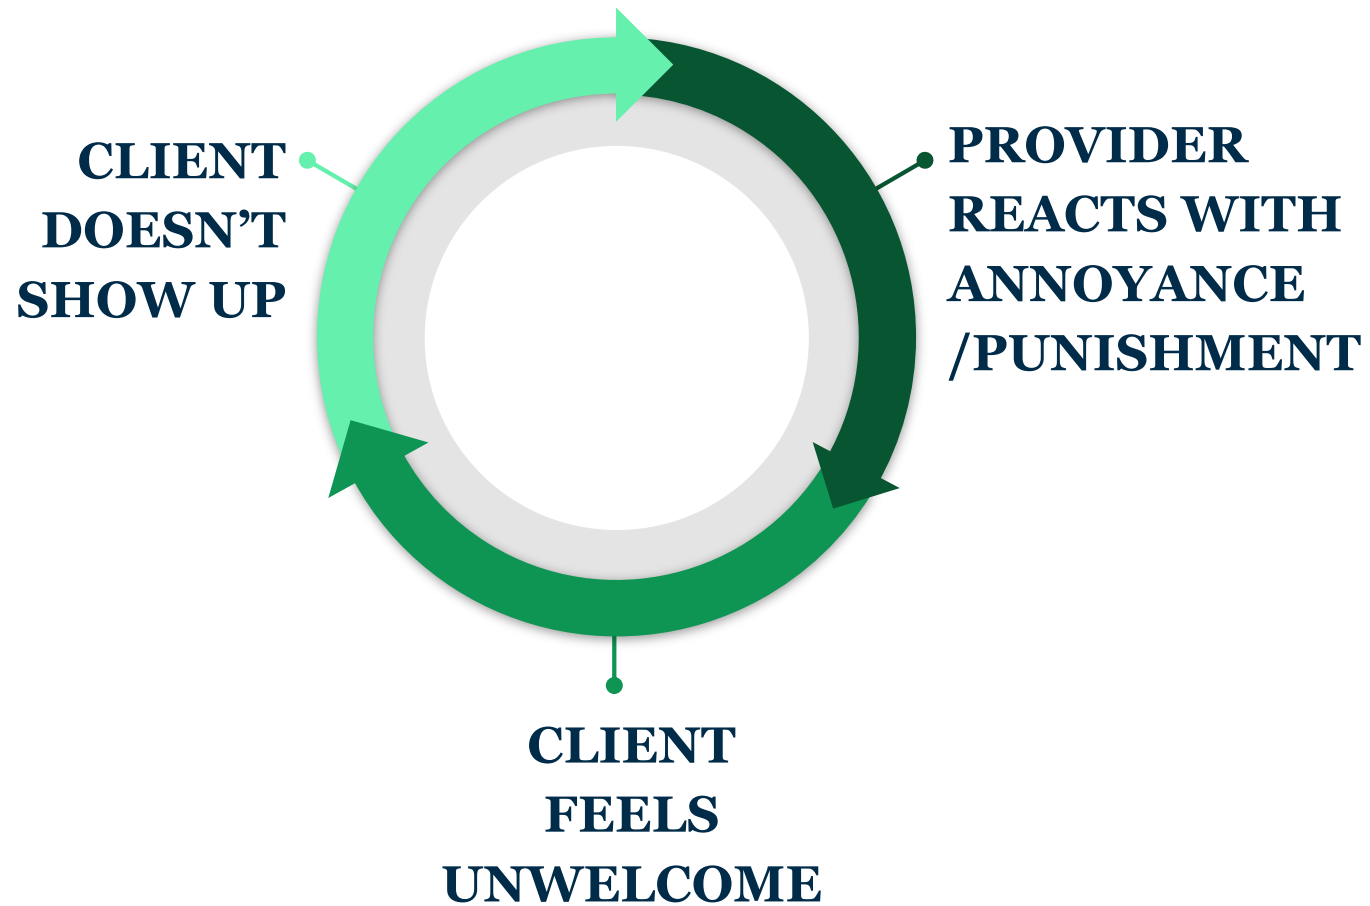 CLIENT
DOESN’T
SHOW UP
PROVIDER
REACTS WITH
ANNOYANCE
/PUNISHMENT
CLIENT
FEELS
UNWELCOME